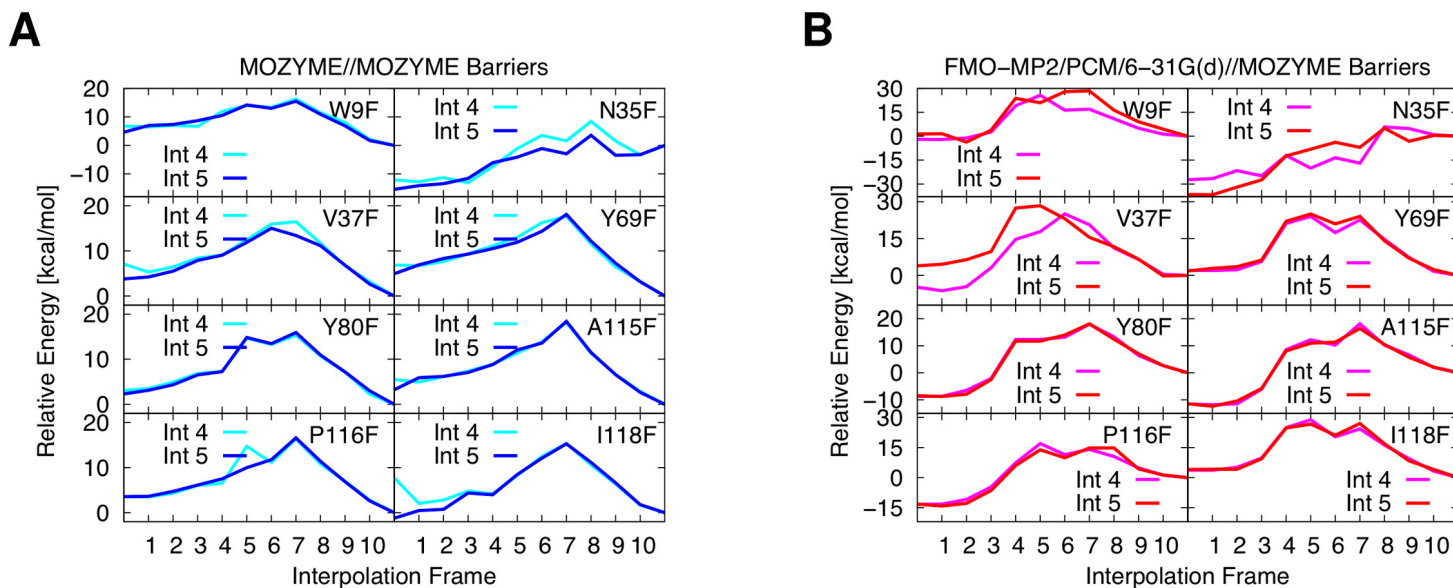 A
MOZYME//MOZYME Barriers
Relative Energy [kcal/mol]
20
10
0
−10
W9F
Int 4
Int 5
N35F
Int 4
Int 5
20
10
0
V37F
Int 4
Int 5
Y69F
Int 4
Int 5
20
10
0
Y80F
Int 4
Int 5
A115F
Int 4
Int 5
20
10
0
P116F
Int 4
Int 5
I118F
Int 4
Int 5
1 2 3 4 5 6 7 8 9 10 1 2 3 4 5 6 7 8 9 10
Interpolation Frame
B
FMO−MP2/PCM/6−31G(d)//MOZYME Barriers
Relative Energy [kcal/mol]
30
15
0
−15
−30
W9F
Int 4
Int 5
N35F
Int 4
Int 5
30
15
0
V37F
Int 4
Int 5
Y69F
Int 4
Int 5
20
10
0
−10
Y80F
Int 4
Int 5
A115F
Int 4
Int 5
30
15
0
−15
P116F
Int 4
Int 5
I118F
Int 4
Int 5
1 2 3 4 5 6 7 8 9 10 1 2 3 4 5 6 7 8 9 10
Interpolation Frame